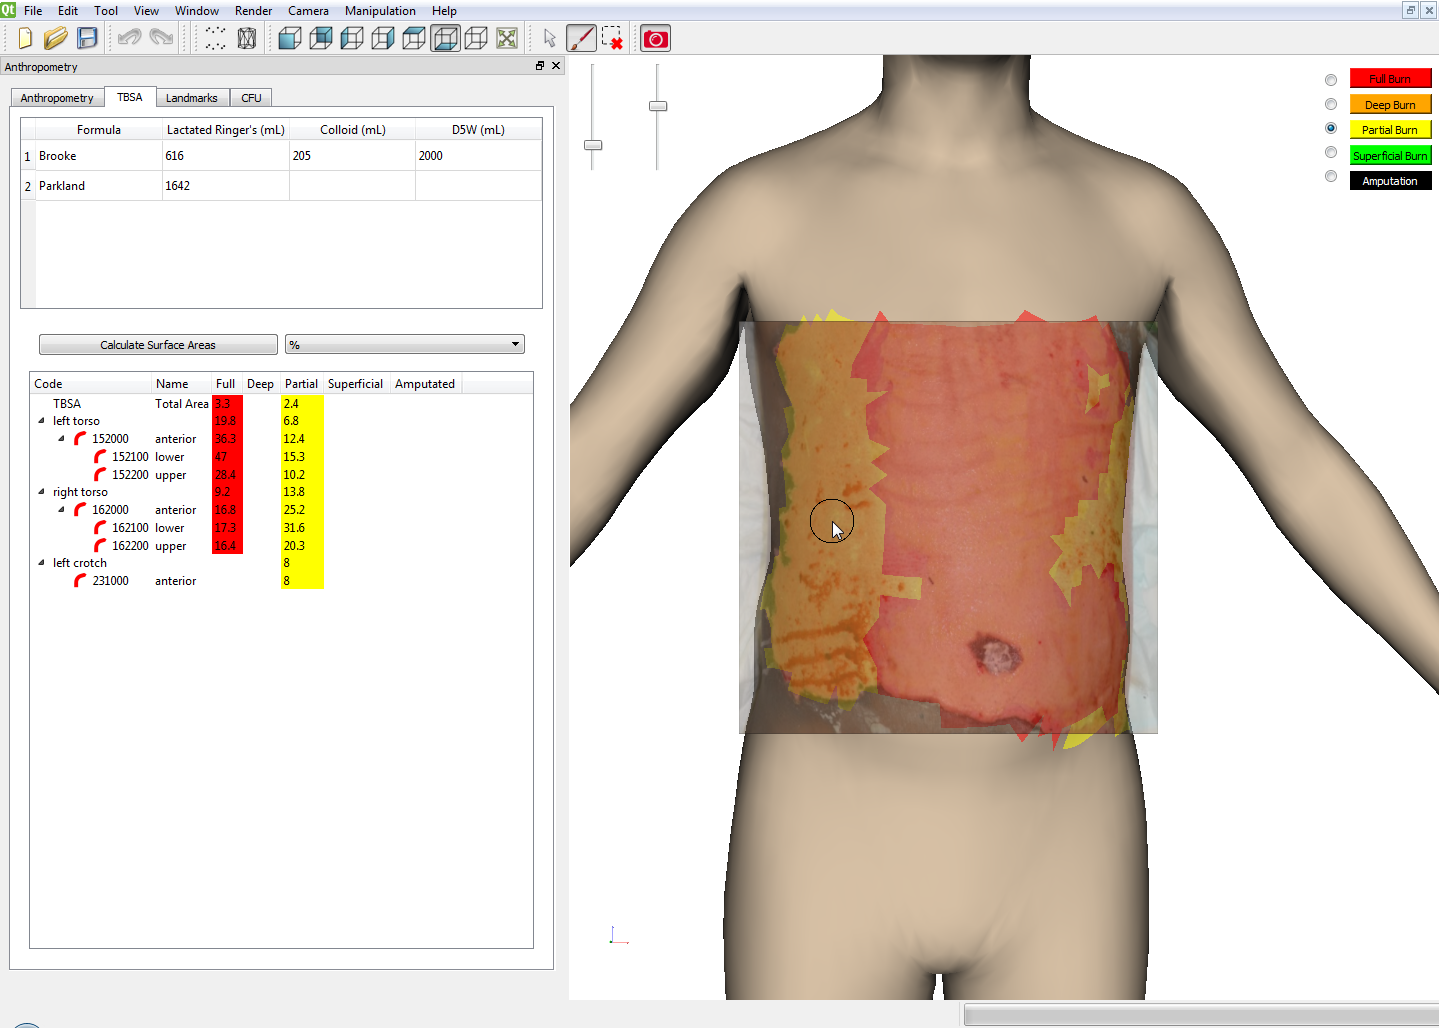 Qt File Edit Tool View Window Render Camera Manipulation Help
Anthropometry
Anthropometry TBSA Landmarks CFU
Formula Lactated Ringer's (mL) Colloid (mL) D5W (mL)
1 Brooke 616 205 2000
2 Parkland 1642
Calculate Surface Areas %
Code Name Full Deep Partial Superficial Amputated
TBSA Total Area 3.3 2.4
left torso 19.8 6.8
152000 anterior 36.3 12.4
152100 lower 47 15.3
152200 upper 28.4 10.2
right torso 9.2 13.8
162000 anterior 16.8 25.2
162100 lower 17.3 31.6
162200 upper 16.4 20.3
left crotch 8
231000 anterior 8
Full Burn
Deep Burn
Partial Burn
Superficial Burn
Amputation